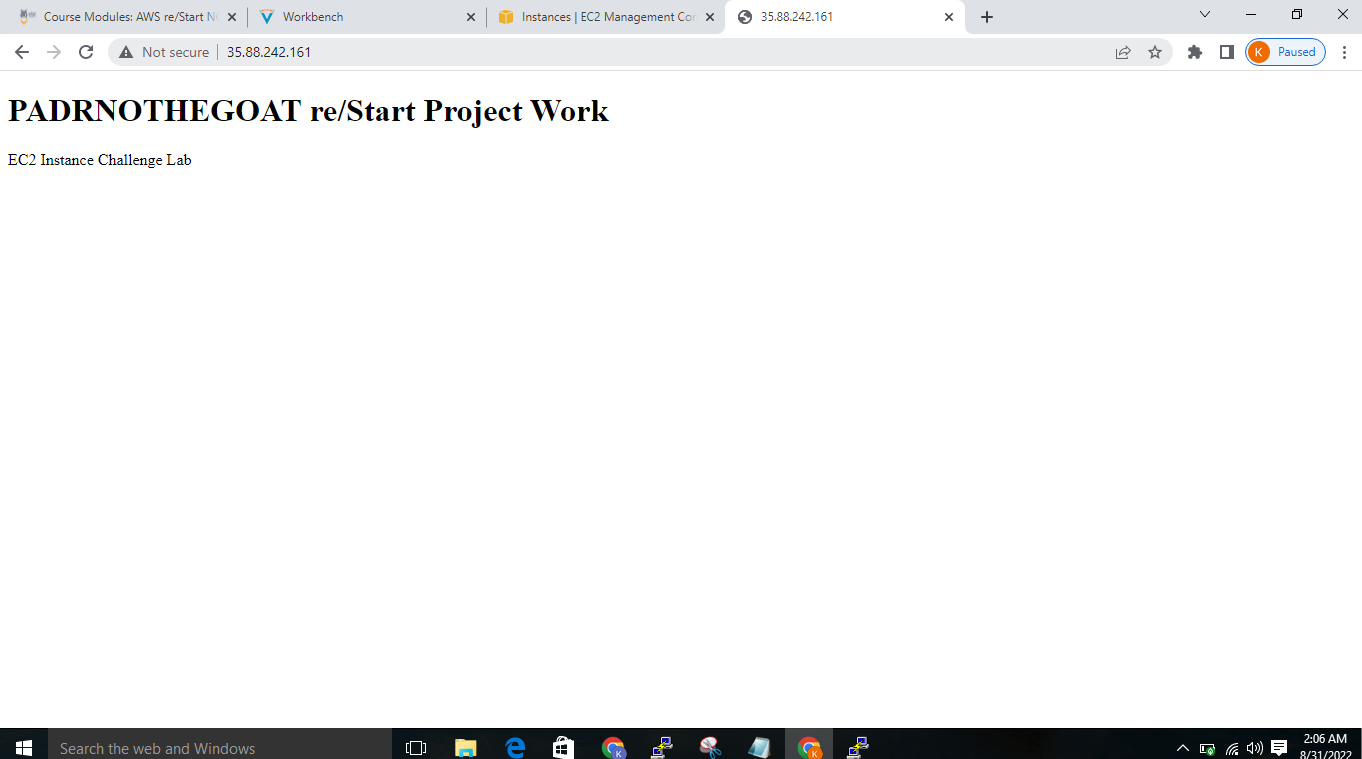 Course Modules: AWS re/Start N
Workbench
Instances | EC2 Management Cor
35.88.242.161
Not secure
35.88.242.161
K
Paused
PADRNOTHEGOAT re/Start Project Work
EC2 Instance Challenge Lab
Search the web and Windows
K
K
2:06 AM
8/31/2022